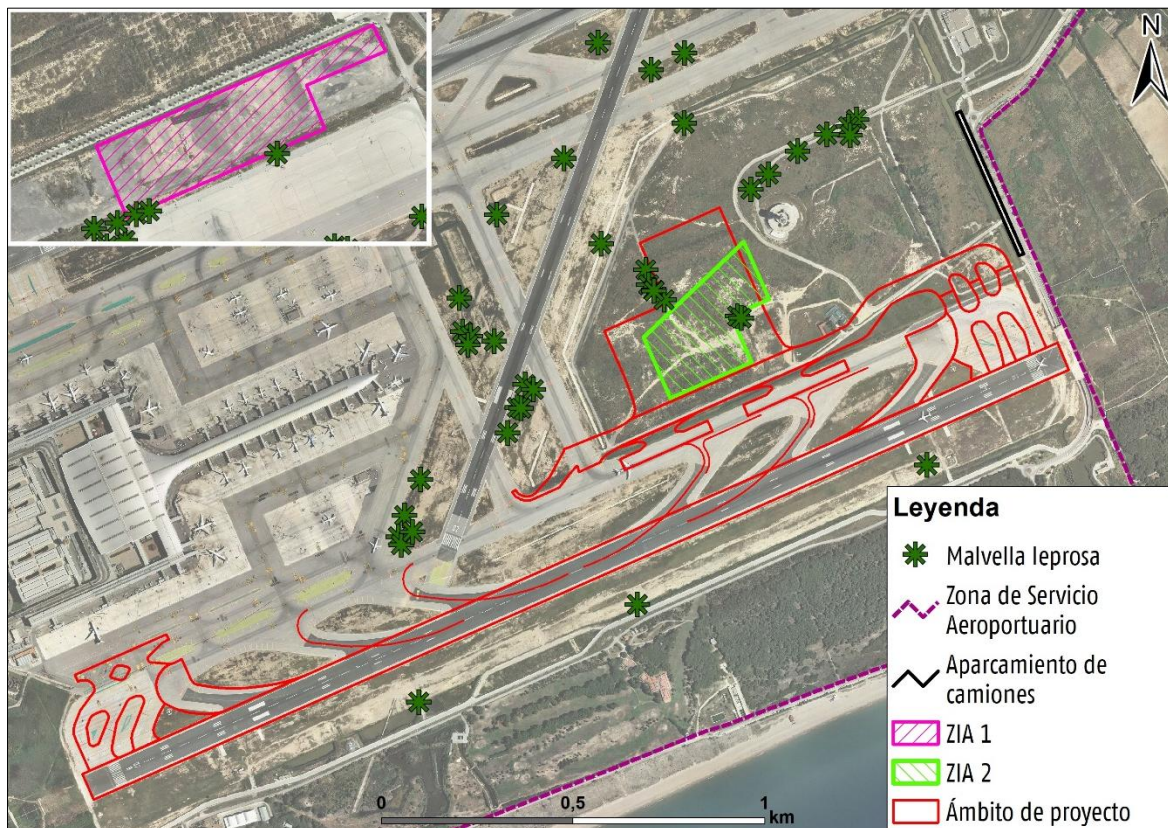 N
Leyenda
Malvella leprosa
Zona de Servicio
Aeroportuario
Aparcamiento de
camiones
ZIA 1
ZIA 2
Ámbito de proyecto
0 0,5 1
km